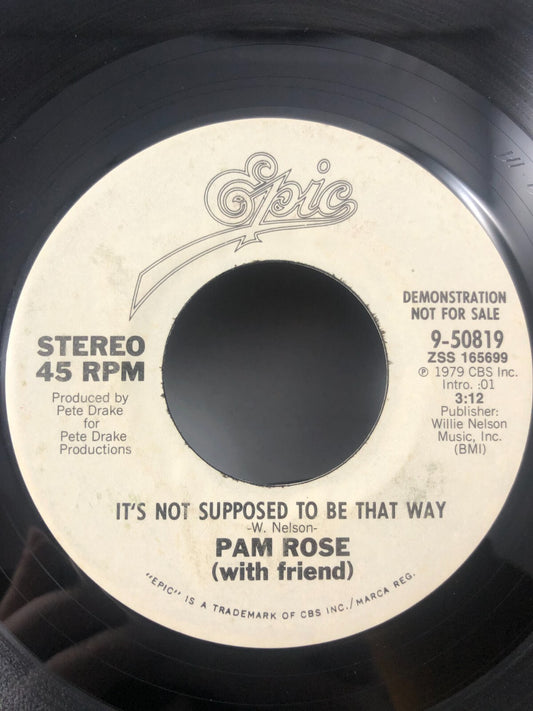 Epic
DEMONSTRATION
NOT FOR SALE
STEREO
45 RPM
9-50819
ZSS 165699
℗ 1979 CBS Inc.
Intro. :01
3:12
Publisher:
Willie Nelson
Music, Inc.
(BMI)
Produced by
Pete Drake
for
Pete Drake
Productions
IT'S NOT SUPPOSED TO BE THAT WAY
-W. Nelson-
PAM ROSE
(with friend)
"EPIC" IS A TRADEMARK OF CBS INC./MARCA REG.